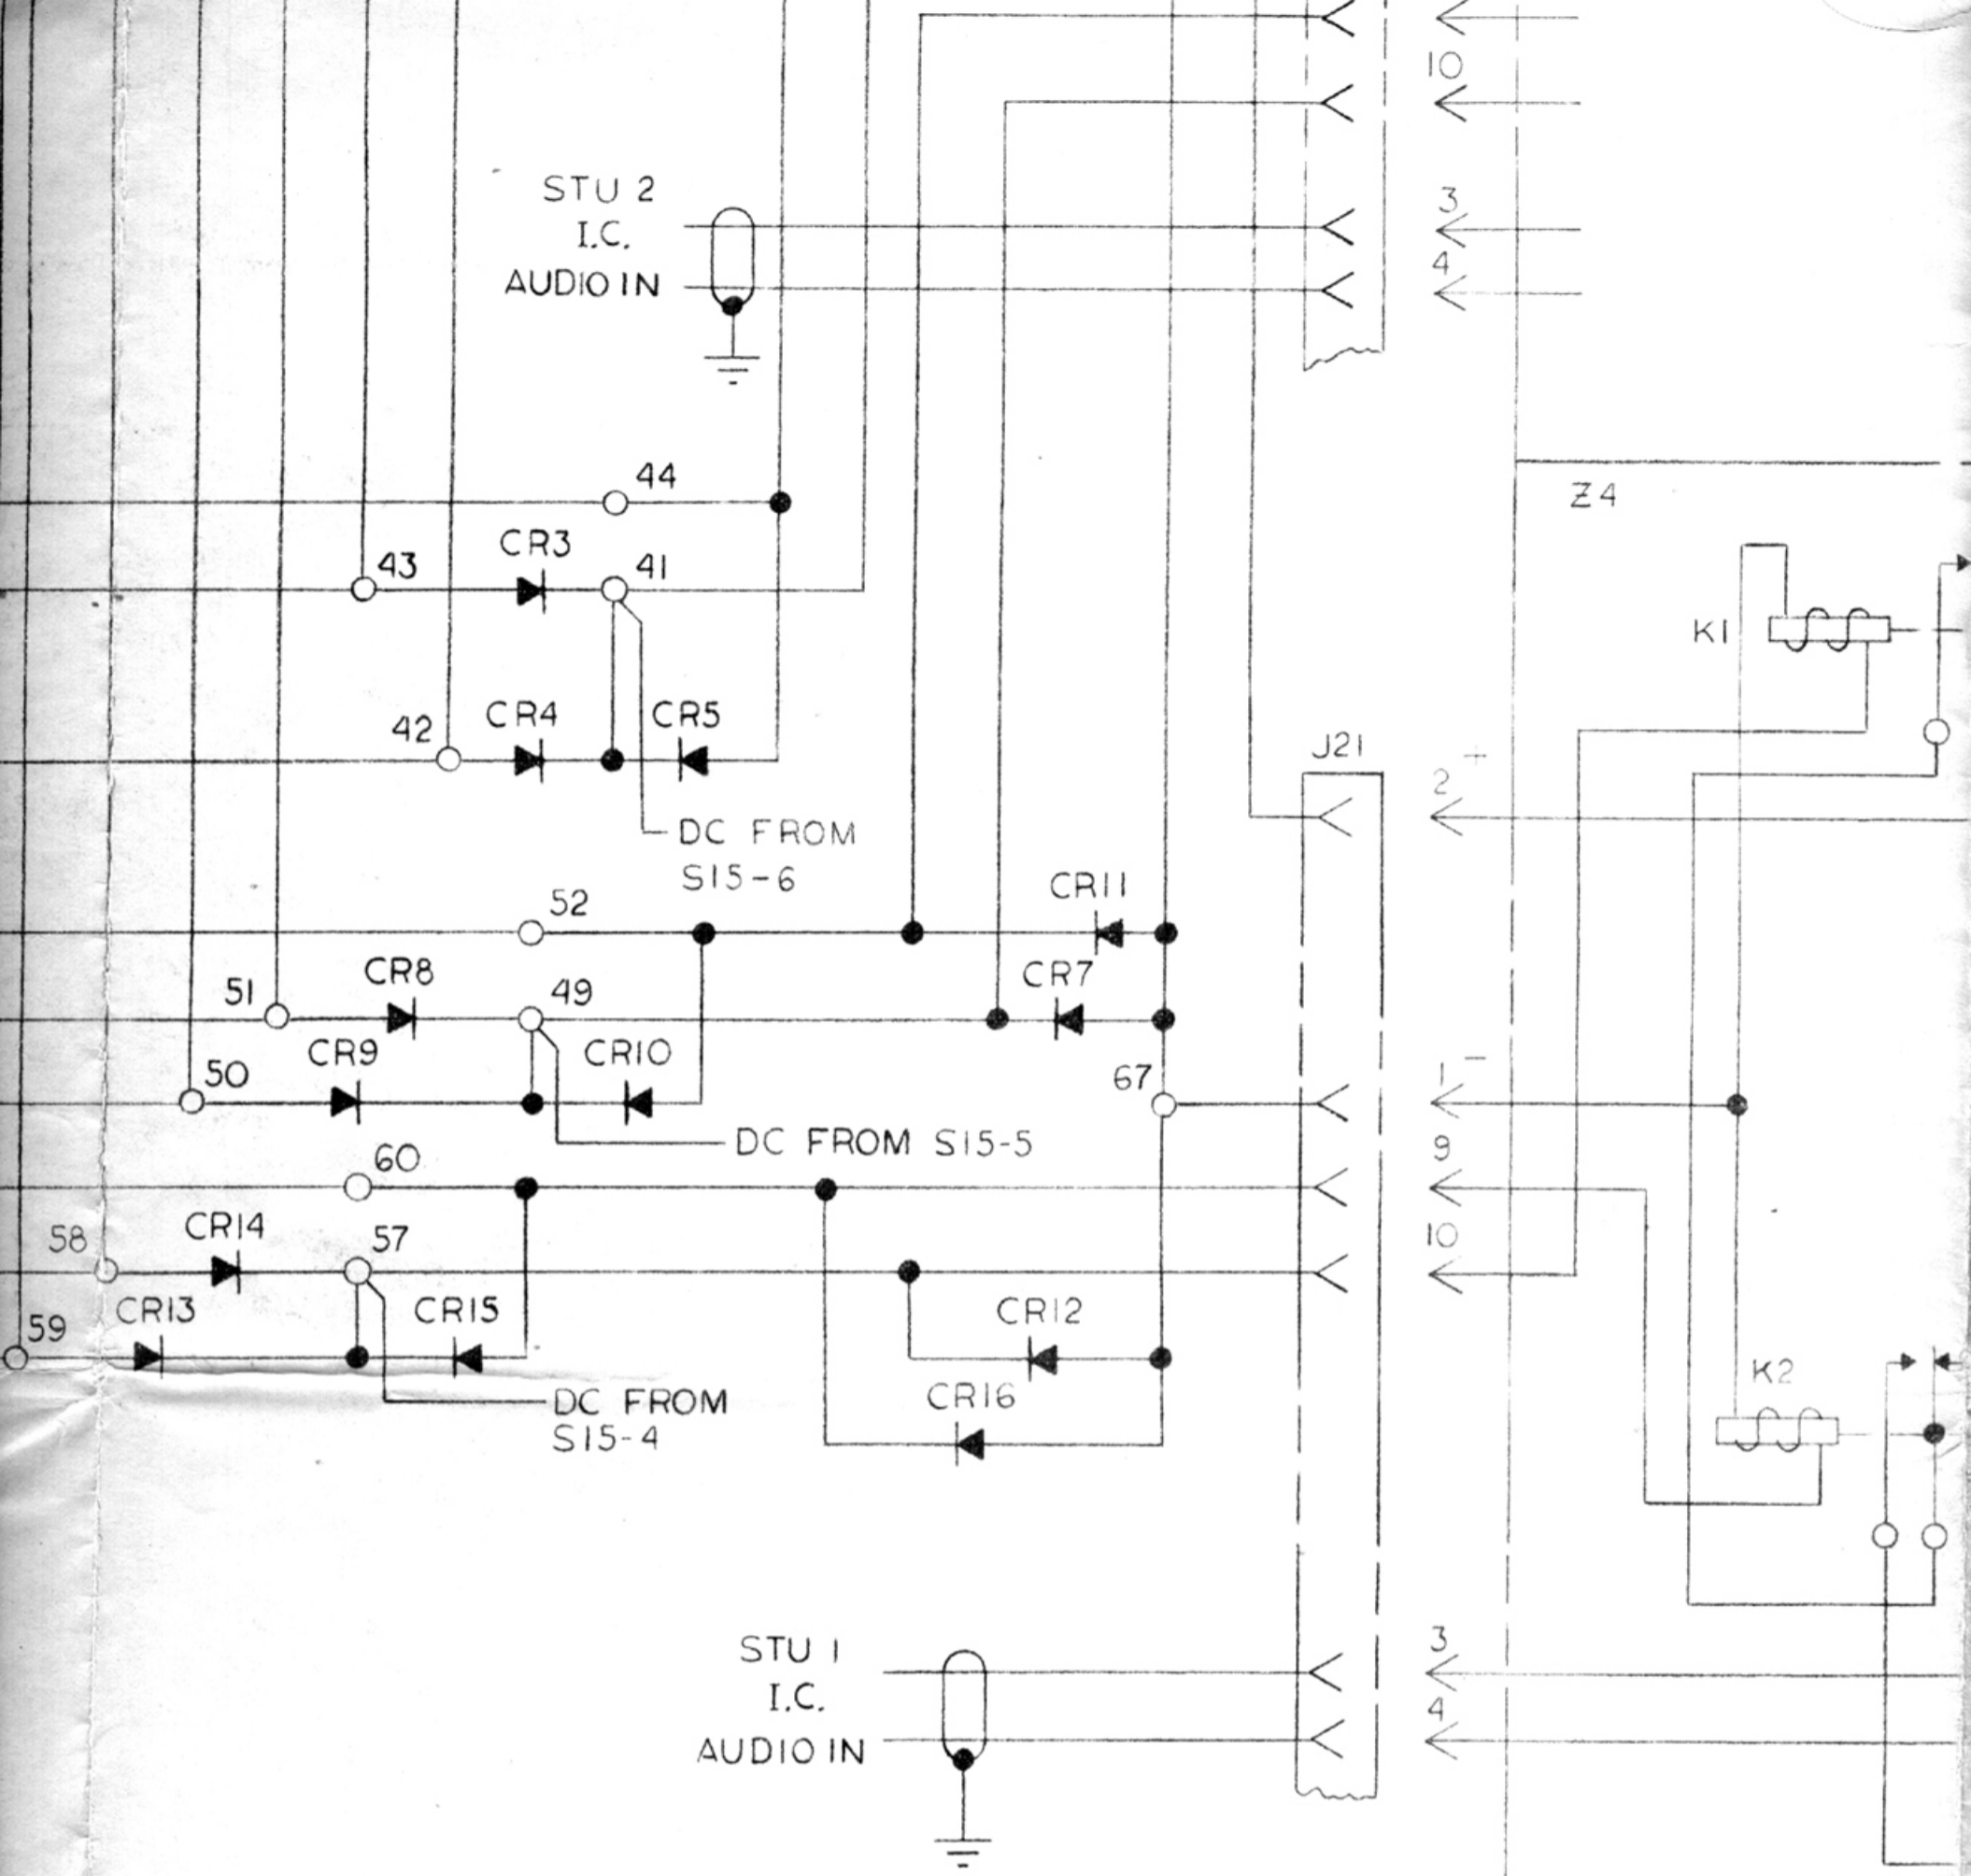 10
STU 2
I.C.
AUDIO IN
3
4
44
Z4
CR3
43
41
K1
CR4
CR5
42
J21
2 +
DC FROM
S15-6
CR11
52
CR8
CR7
51
49
CR9
CR10
50
67
1 -
DC FROM S15-5
9
60
CR14
57
10
58
CR13
CR15
CR12
59
K2
CR16
DC FROM
S15-4
STU 1
I.C.
AUDIO IN
3
4